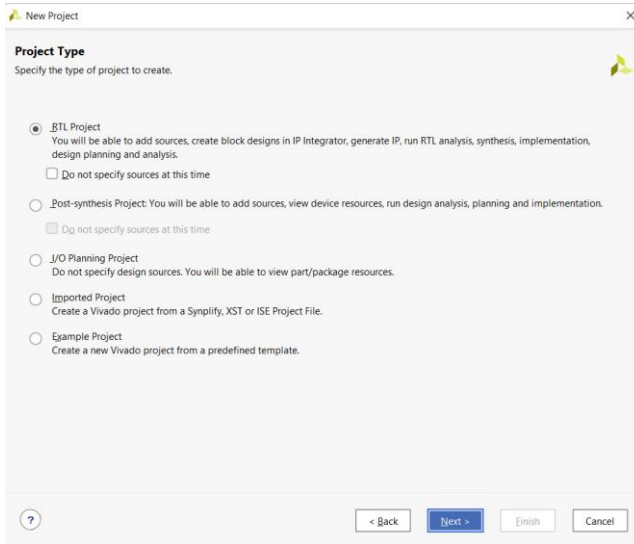 New Project
Project Type
Specify the type of project to create.
RTL Project
You will be able to add sources, create block designs in IP Integrator, generate IP, run RTL analysis, synthesis, implementation,
design planning and analysis.
Do not specify sources at this time
Post-synthesis Project: You will be able to add sources, view device resources, run design analysis, planning and implementation.
Do not specify sources at this time
I/O Planning Project
Do not specify design sources. You will be able to view part/package resources.
Imported Project
Create a Vivado project from a Synplify, XST or ISE Project File.
Example Project
Create a new Vivado project from a predefined template.
? < Back Next > Finish Cancel